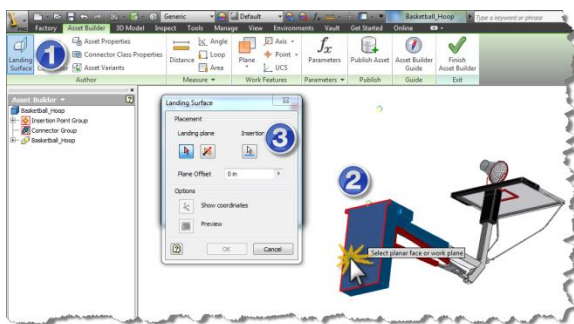 PRO Generic Default Basketball_Hoop Type a keyword or phrase
Factory Asset Builder 3D Model Inspect Tools Manage View Environments Vault Get Started Online
Landing Surface
Asset Properties
Connector Class Properties
Asset Variants
Author
Distance
Angle
Loop
Area
Measure
Plane
Axis
Point
UCS
Work Features
fx
Parameters
Parameters
Publish Asset
Publish
Asset Builder Guide
Guide
Finish Asset Builder
Exit
1
Asset Builder
Basketball_Hoop
Insertion Point Group
Connector Group
Basketball_Hoop
Landing Surface
Placement
Landing plane Insertion
3
Plane Offset 0 in
Options
Show coordinates
Preview
OK Cancel
2
Select planar face or work plane